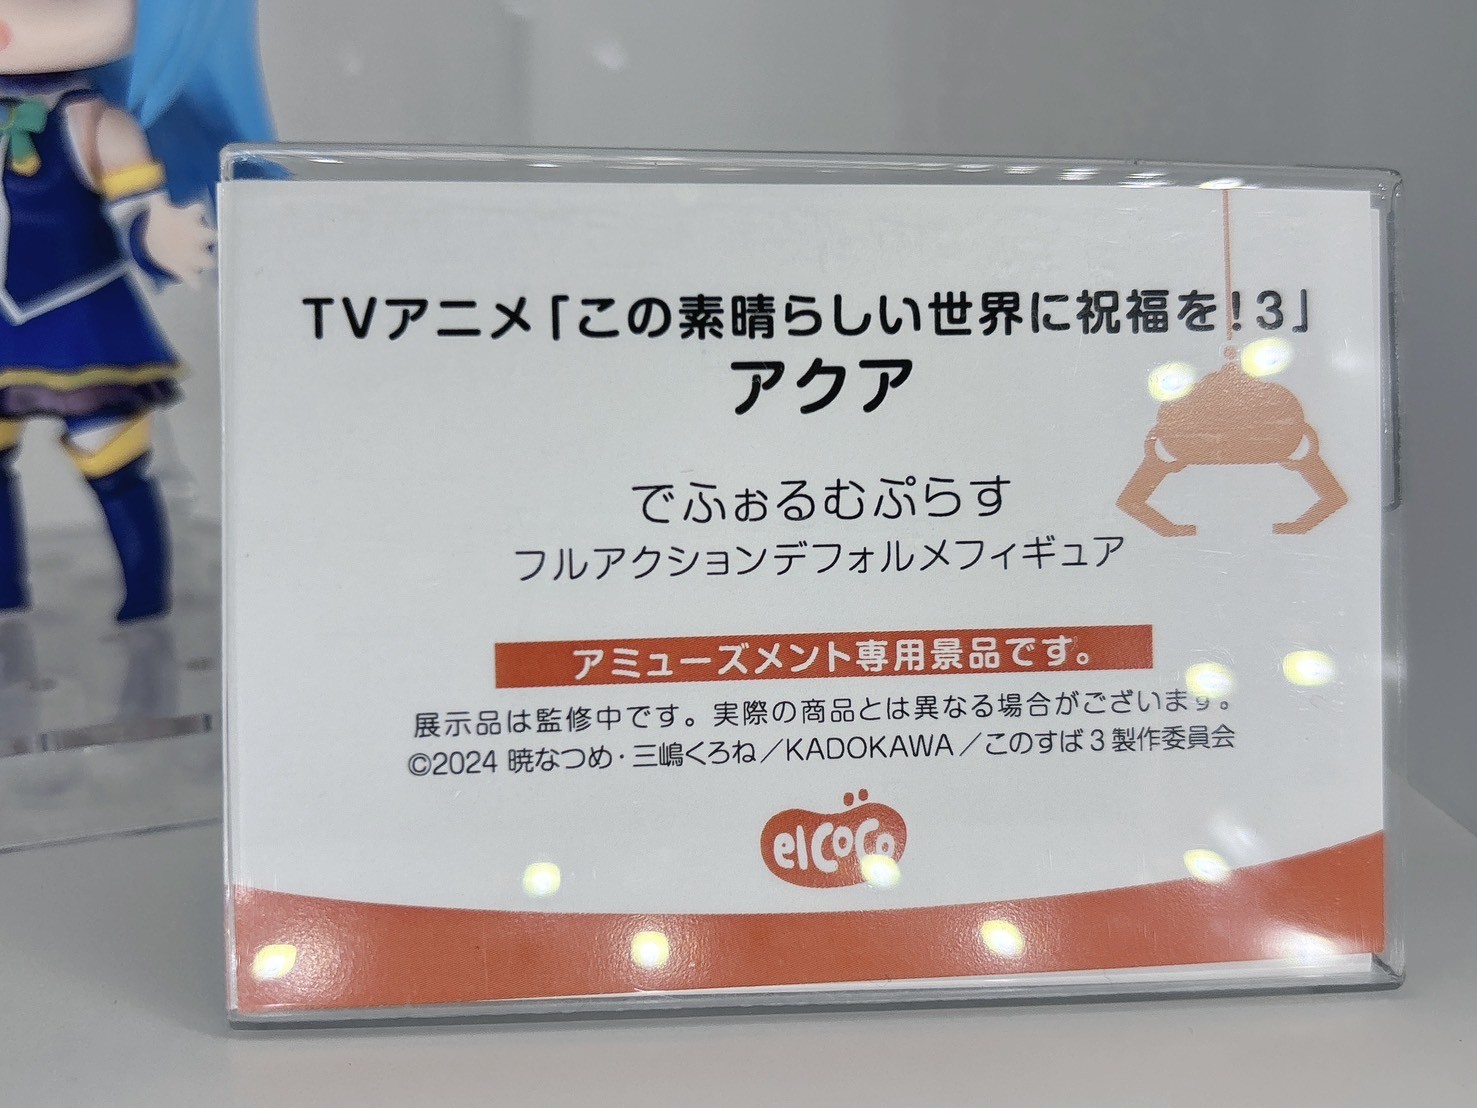 TVアニメ「この素晴らしい世界に祝福を!3」
アクア
でふぉるむぷらす
フルアクションデフォルメフィギュア
アミューズメント専用景品です。
展示品は監修中です。実際の商品とは異なる場合がございます。
©2024 暁なつめ・三嶋くろね／KADOKAWA／このすば3製作委員会
elCoCo